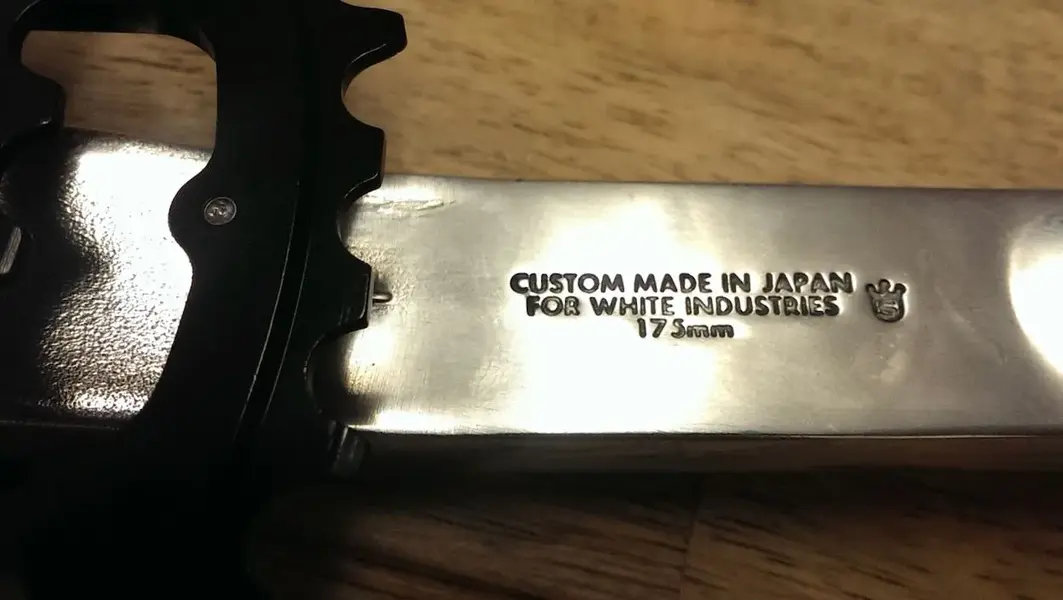 CUSTOM MADE IN JAPAN
FOR WHITE INDUSTRIES
175mm